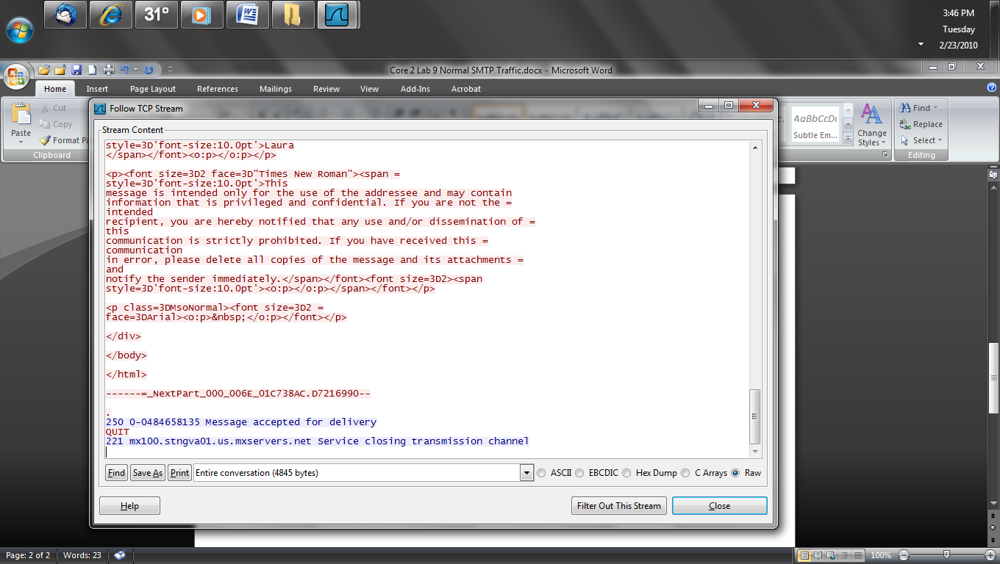 31°
3:46 PM
Tuesday
2/23/2010
Core 2 Lab 9 Normal SMTP Traffic.docx - Microsoft Word
Home Insert Page Layout References Mailings Review View Add-Ins Acrobat
Paste
Cut
Copy
Format Pa
Clipboard
AaBbCcDc
Subtle Em...
Change
Styles
Find
Replace
Select
Editing
Follow TCP Stream
Stream Content
style=3D'font-size:10.0pt'>Laura
</span></font><o:p></o:p></p>
<p><font size=3D2 face=3D"Times New Roman"><span =
style=3D'font-size:10.0pt'>This
message is intended only for the use of the addressee and may contain
information that is privileged and confidential. If you are not the =
intended
recipient, you are hereby notified that any use and/or dissemination of =
this
communication is strictly prohibited. If you have received this =
communication
in error, please delete all copies of the message and its attachments =
and
notify the sender immediately.</span></font><font size=3D2><span
style=3D'font-size:10.0pt'><o:p></o:p></span></font></p>
<p class=3DMsoNormal><font size=3D2 =
face=3DArial><o:p>&nbsp;</o:p></font></p>
</div>
</body>
</html>
------=_NextPart_000_006E_01C738AC.D7216990--
.
250 0-0484658135 Message accepted for delivery
QUIT
221 mx100.stngva01.us.mxservers.net Service closing transmission channel
Find Save As Print Entire conversation (4845 bytes) ASCII EBCDIC Hex Dump C Arrays Raw
Help Filter Out This Stream Close
Page: 2 of 2 Words: 23 100%